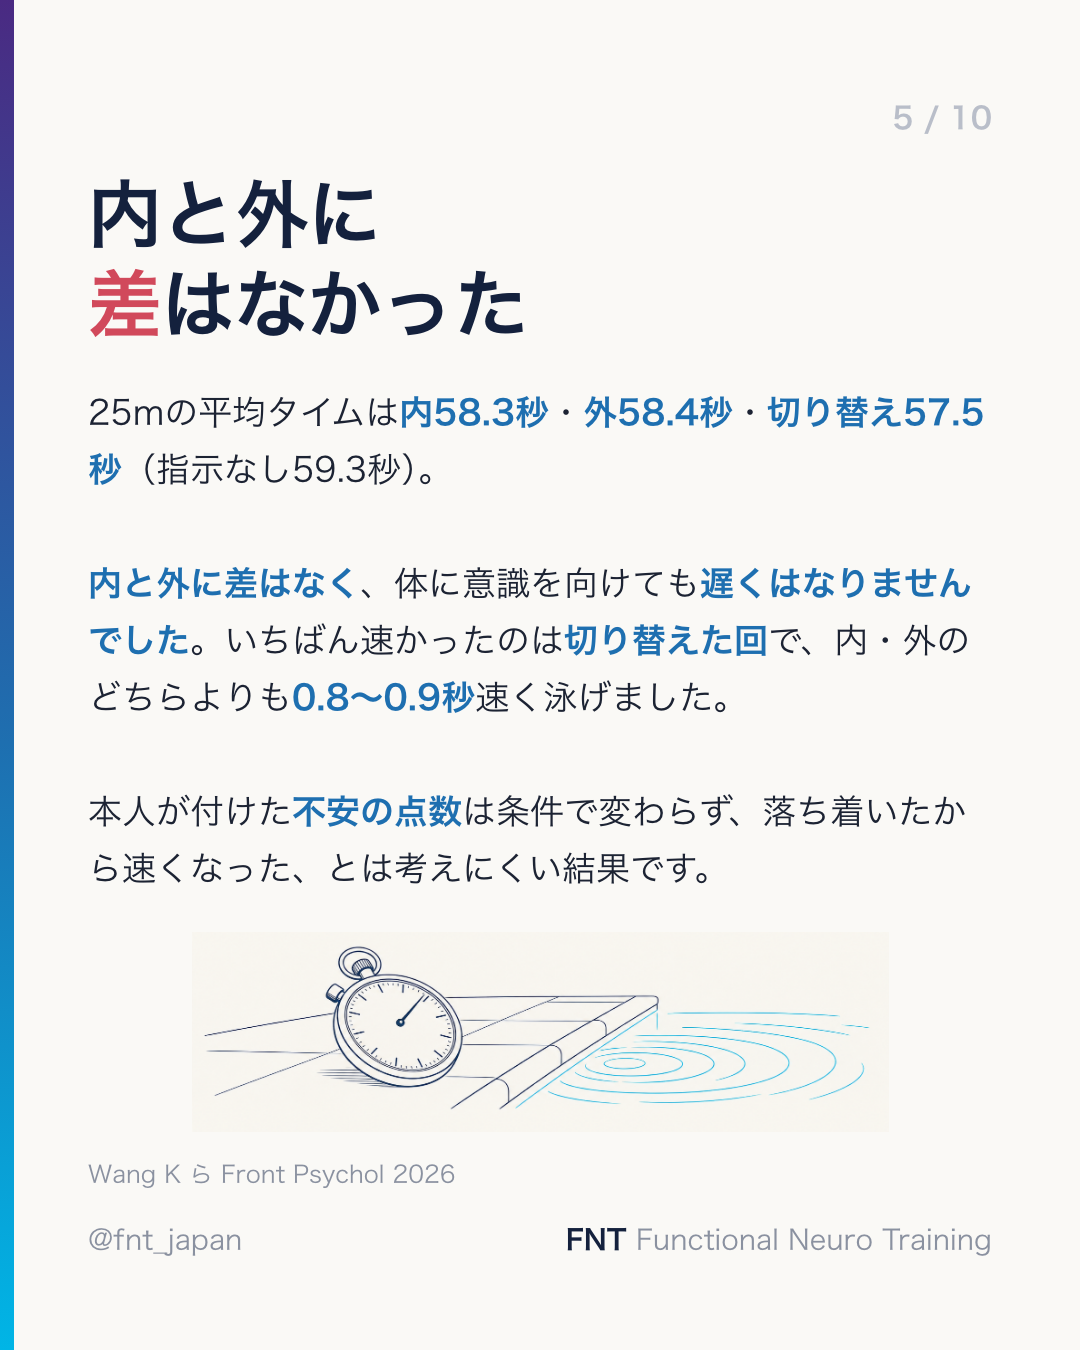 5 / 10
内と外に
差はなかった
25mの平均タイムは内58.3秒・外58.4秒・切り替え57.5
秒（指示なし59.3秒）。
内と外に差はなく、体に意識を向けても遅くはなりません
でした。いちばん速かったのは切り替えた回で、内・外の
どちらよりも0.8〜0.9秒速く泳げました。
本人が付けた不安の点数は条件で変わらず、落ち着いたか
ら速くなった、とは考えにくい結果です。
Wang K ら Front Psychol 2026
@fnt_japan
FNT Functional Neuro Training